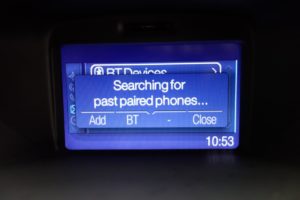 BT Devices
Searching for
past paired phones...
Add BT - Close
10:53